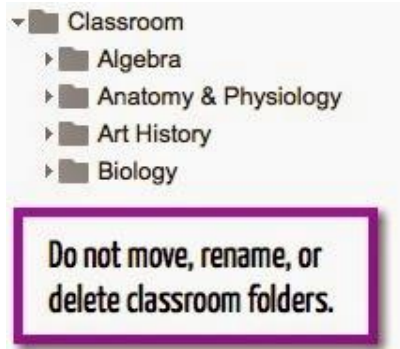 Classroom
Algebra
Anatomy & Physiology
Art History
Biology
Do not move, rename, or
delete classroom folders.